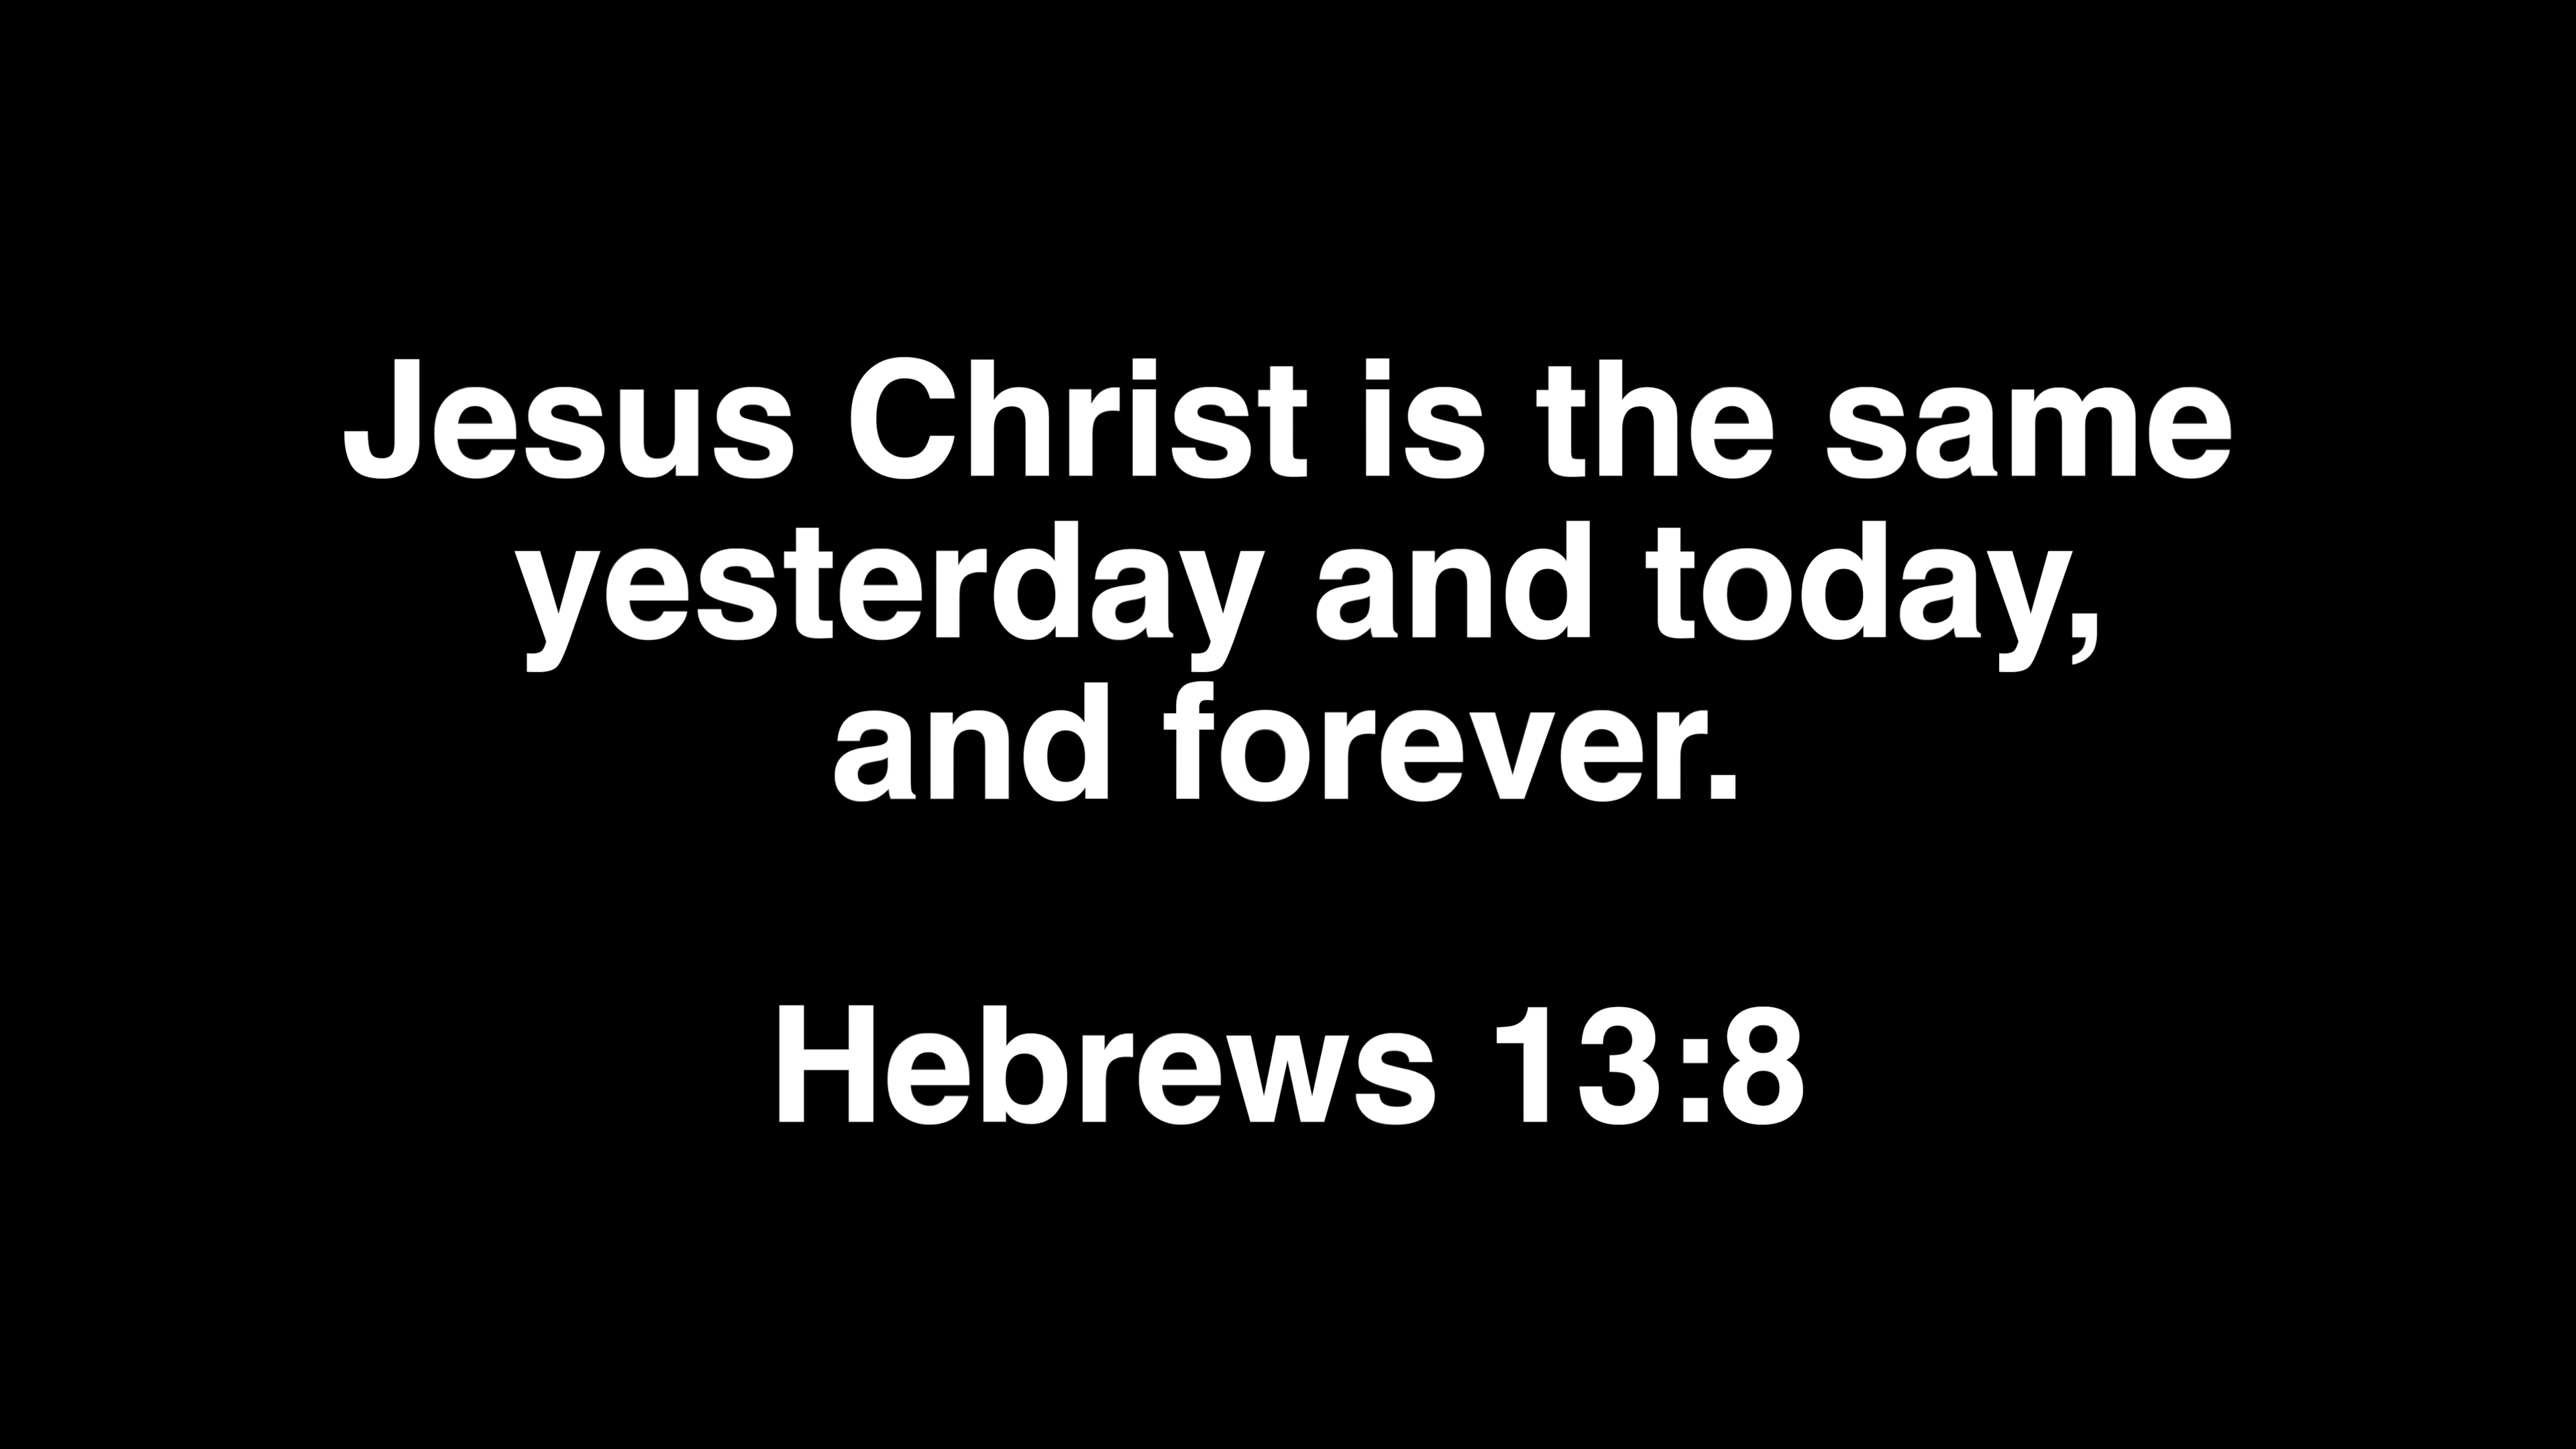 Jesus Christ is the same
yesterday and today,
and forever.
Hebrews 13:8